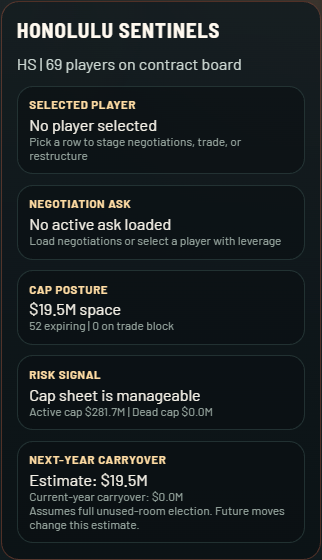 HONOLULU SENTINELS
HS | 69 players on contract board
SELECTED PLAYER
No player selected
Pick a row to stage negotiations, trade, or
restructure
NEGOTIATION ASK
No active ask loaded
Load negotiations or select a player with leverage
CAP POSTURE
$19.5M space
52 expiring | 0 on trade block
RISK SIGNAL
Cap sheet is manageable
Active cap $281.7M | Dead cap $0.0M
NEXT-YEAR CARRYOVER
Estimate: $19.5M
Current-year carryover: $0.0M
Assumes full unused-room election. Future moves
change this estimate.